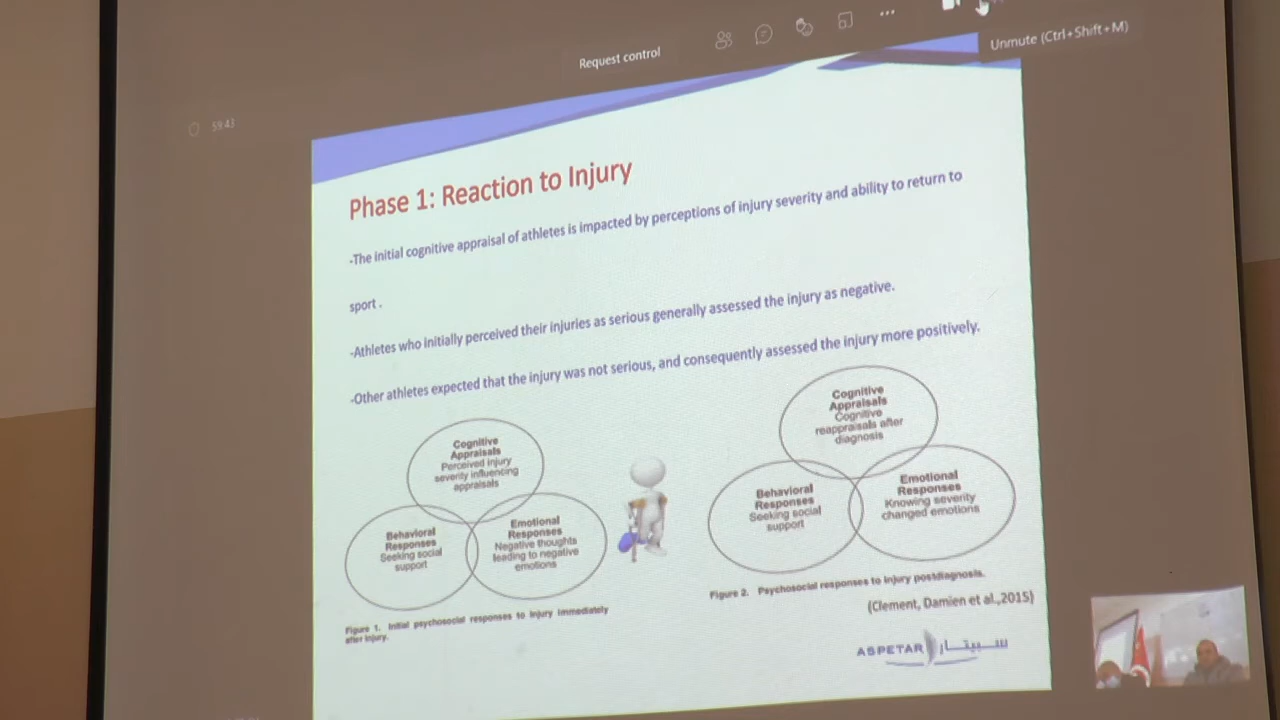 Request control
Unmute (Ctrl+Shift+M)
59:43
Phase 1: Reaction to Injury
-The initial cognitive appraisal of athletes is impacted by perceptions of injury severity and ability to return to
sport .
-Athletes who initially perceived their injuries as serious generally assessed the injury as negative.
-Other athletes expected that the injury was not serious, and consequently assessed the injury more positively.
Cognitive
Appraisals
Perceived injury
severity influencing
appraisals
Behavioral
Responses
Seeking social
support
Emotional
Responses
Negative thoughts
leading to negative
emotions
Figure 1. Initial psychosocial responses to injury immediately
after injury.
Cognitive
Appraisals
Cognitive
reappraisals after
diagnosis
Behavioral
Responses
Seeking social
support
Emotional
Responses
Knowing severity
changed emotions
Figure 2. Psychosocial responses to injury postdiagnosis.
(Clement, Damien et al.,2015)
ASPETAR سبيتار